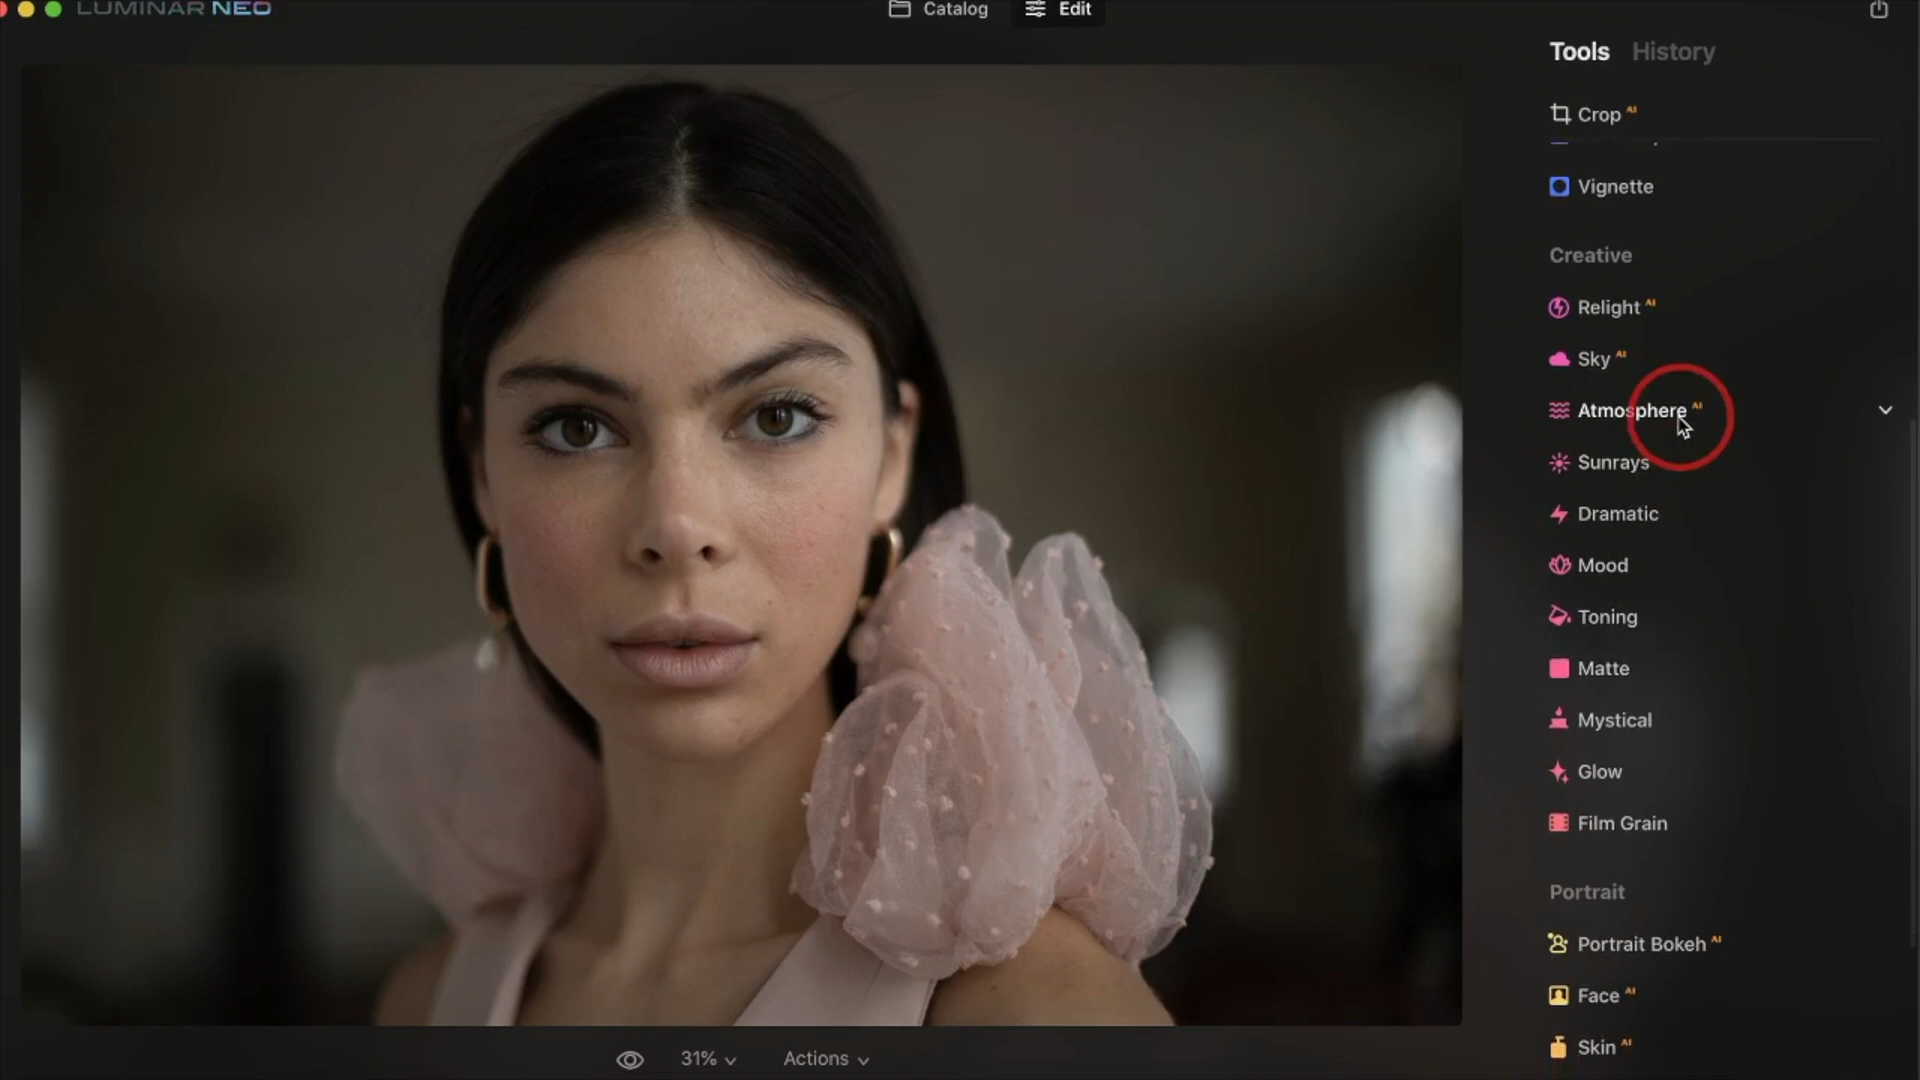 LUMINAR NEO
Catalog
Edit
Tools
History
Crop AI
Vignette
Creative
Relight AI
Sky AI
Atmosphere AI
Sunrays
Dramatic
Mood
Toning
Matte
Mystical
Glow
Film Grain
Portrait
Portrait Bokeh AI
Face AI
Skin AI
31%
Actions